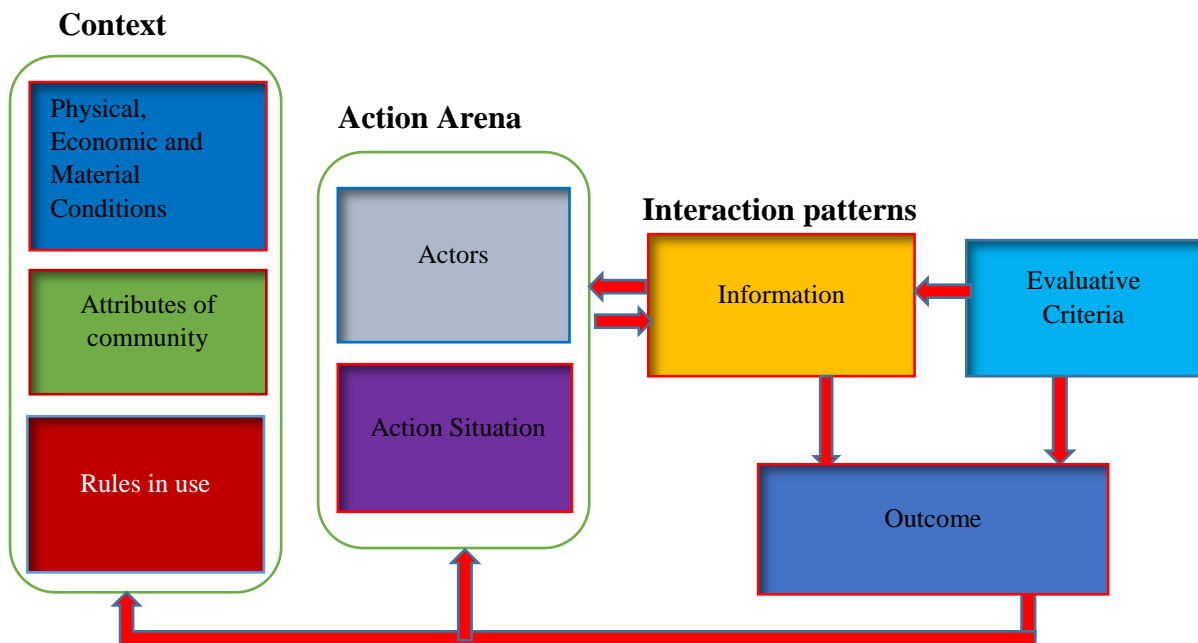 Context
Physical,
Economic and
Material
Conditions
Attributes of
community
Rules in use
Action Arena
Actors
Action Situation
Interaction patterns
Information
Evaluative
Criteria
Outcome